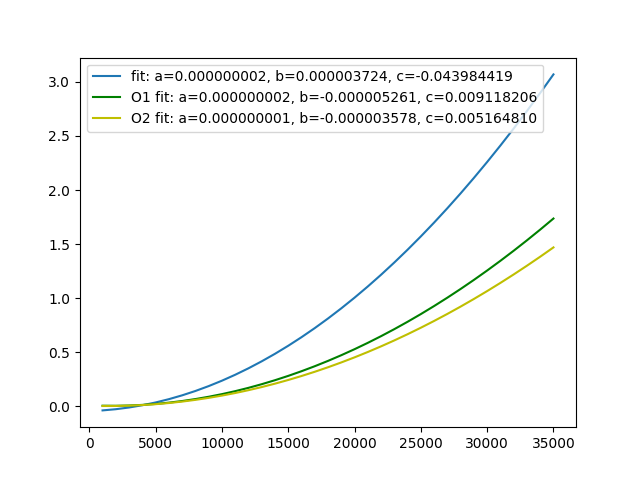 fit: a=0.000000002, b=0.000003724, c=-0.043984419
O1 fit: a=0.000000002, b=-0.000005261, c=0.009118206
O2 fit: a=0.000000001, b=-0.000003578, c=0.005164810
3.0
2.5
2.0
1.5
1.0
0.5
0.0
0 5000 10000 15000 20000 25000 30000 35000